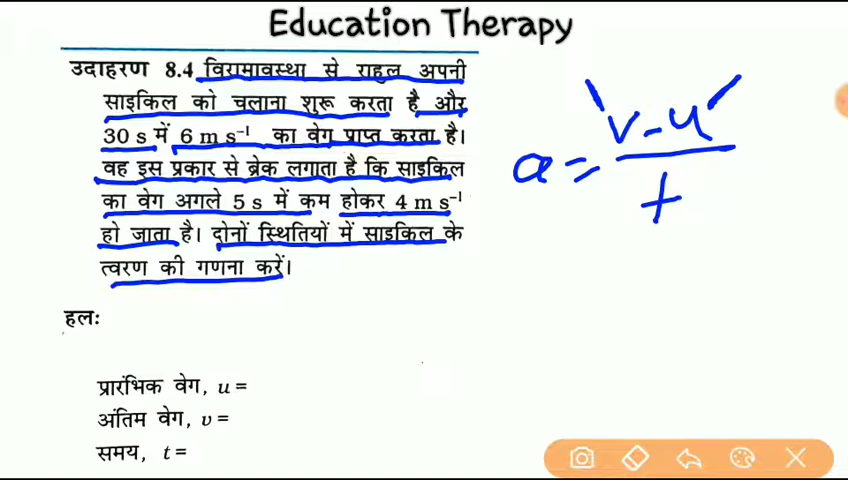 Education Therapy
उदाहरण 8.4 विरामावस्था से राहुल अपनी
साइकिल को चलाना शुरू करता है और
30 s में 6 m s⁻¹ का वेग प्राप्त करता है।
वह इस प्रकार से ब्रेक लगाता है कि साइकिल
का वेग अगले 5 s में कम होकर 4 m s⁻¹
हो जाता है। दोनों स्थितियों में साइकिल के
त्वरण की गणना करें।
a = v - u / t
हलः
प्रारंभिक वेग, u =
अंतिम वेग, v =
समय, t =